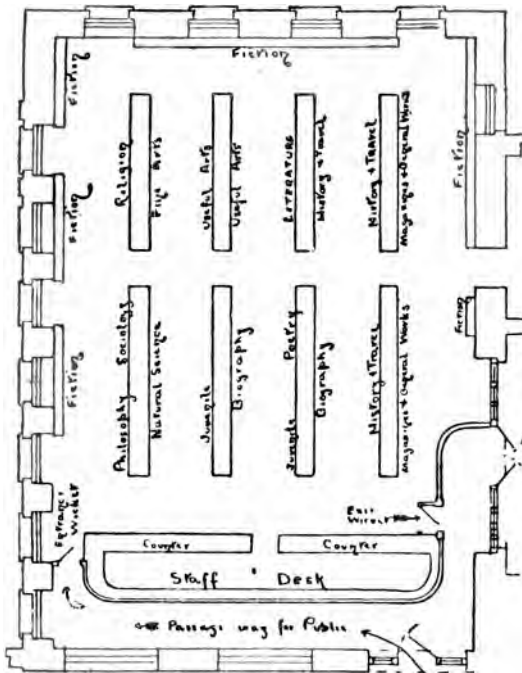 Fiction
Fiction
Fiction
Religion
Fine Arts
Useful Arts
Useful Arts
LITERATURE
History & Travel
History & Travel
Magazines & General Works
Fiction
Fiction
Fiction
Philosophy Sociology
Natural Science
Juvenile
Biography
Juvenile Poetry
Biography
History & Travel
Magazines & General Works
Fiction
Entrance
Wicket
Exit
Wicket
Counter
Counter
Staff Desk
Passage way for Public